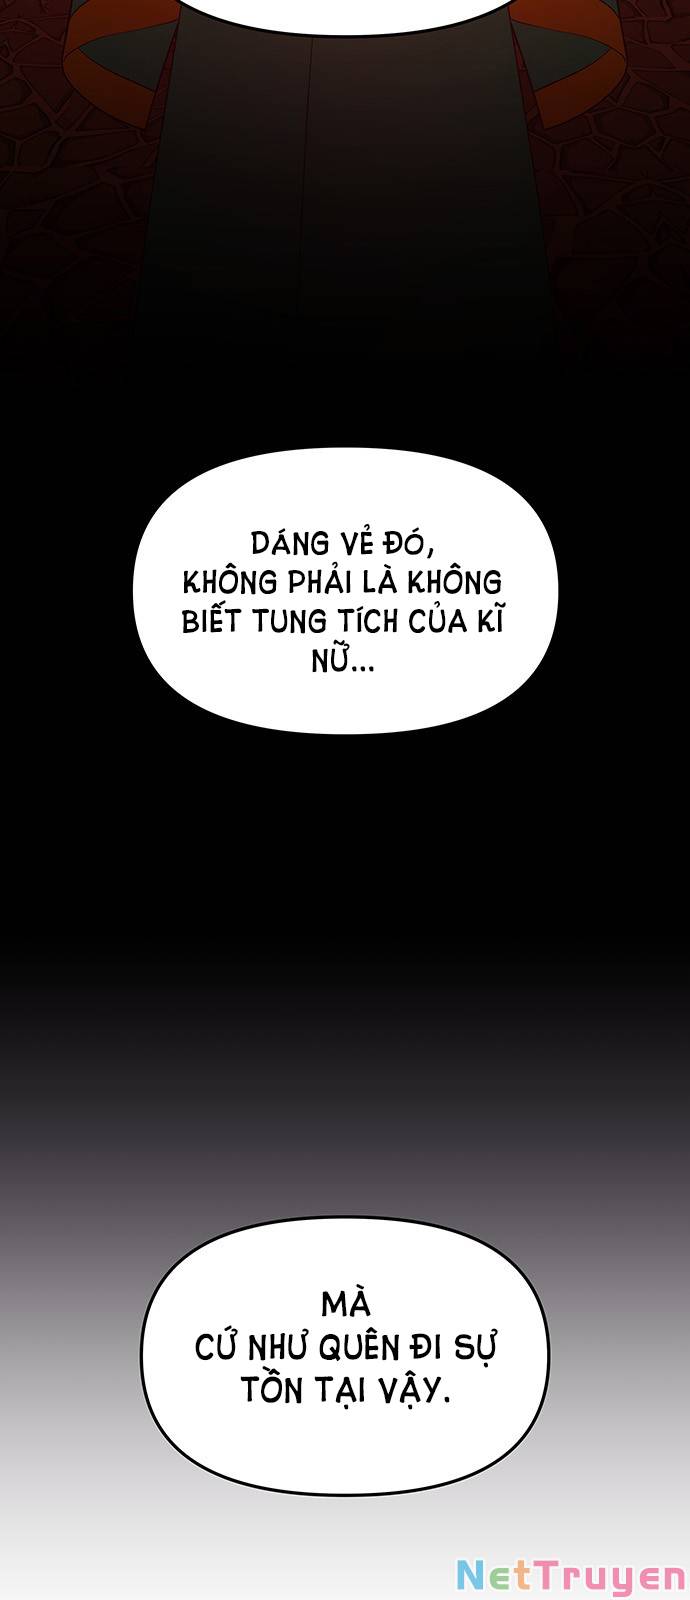 DÁNG VẺ ĐÓ,
KHÔNG PHẢI LÀ KHÔNG
BIẾT TUNG TÍCH CỦA KĨ
NỮ...
MÀ
CỨ NHƯ QUÊN ĐI SỰ
TỒN TẠI VẬY.
NetTruyen